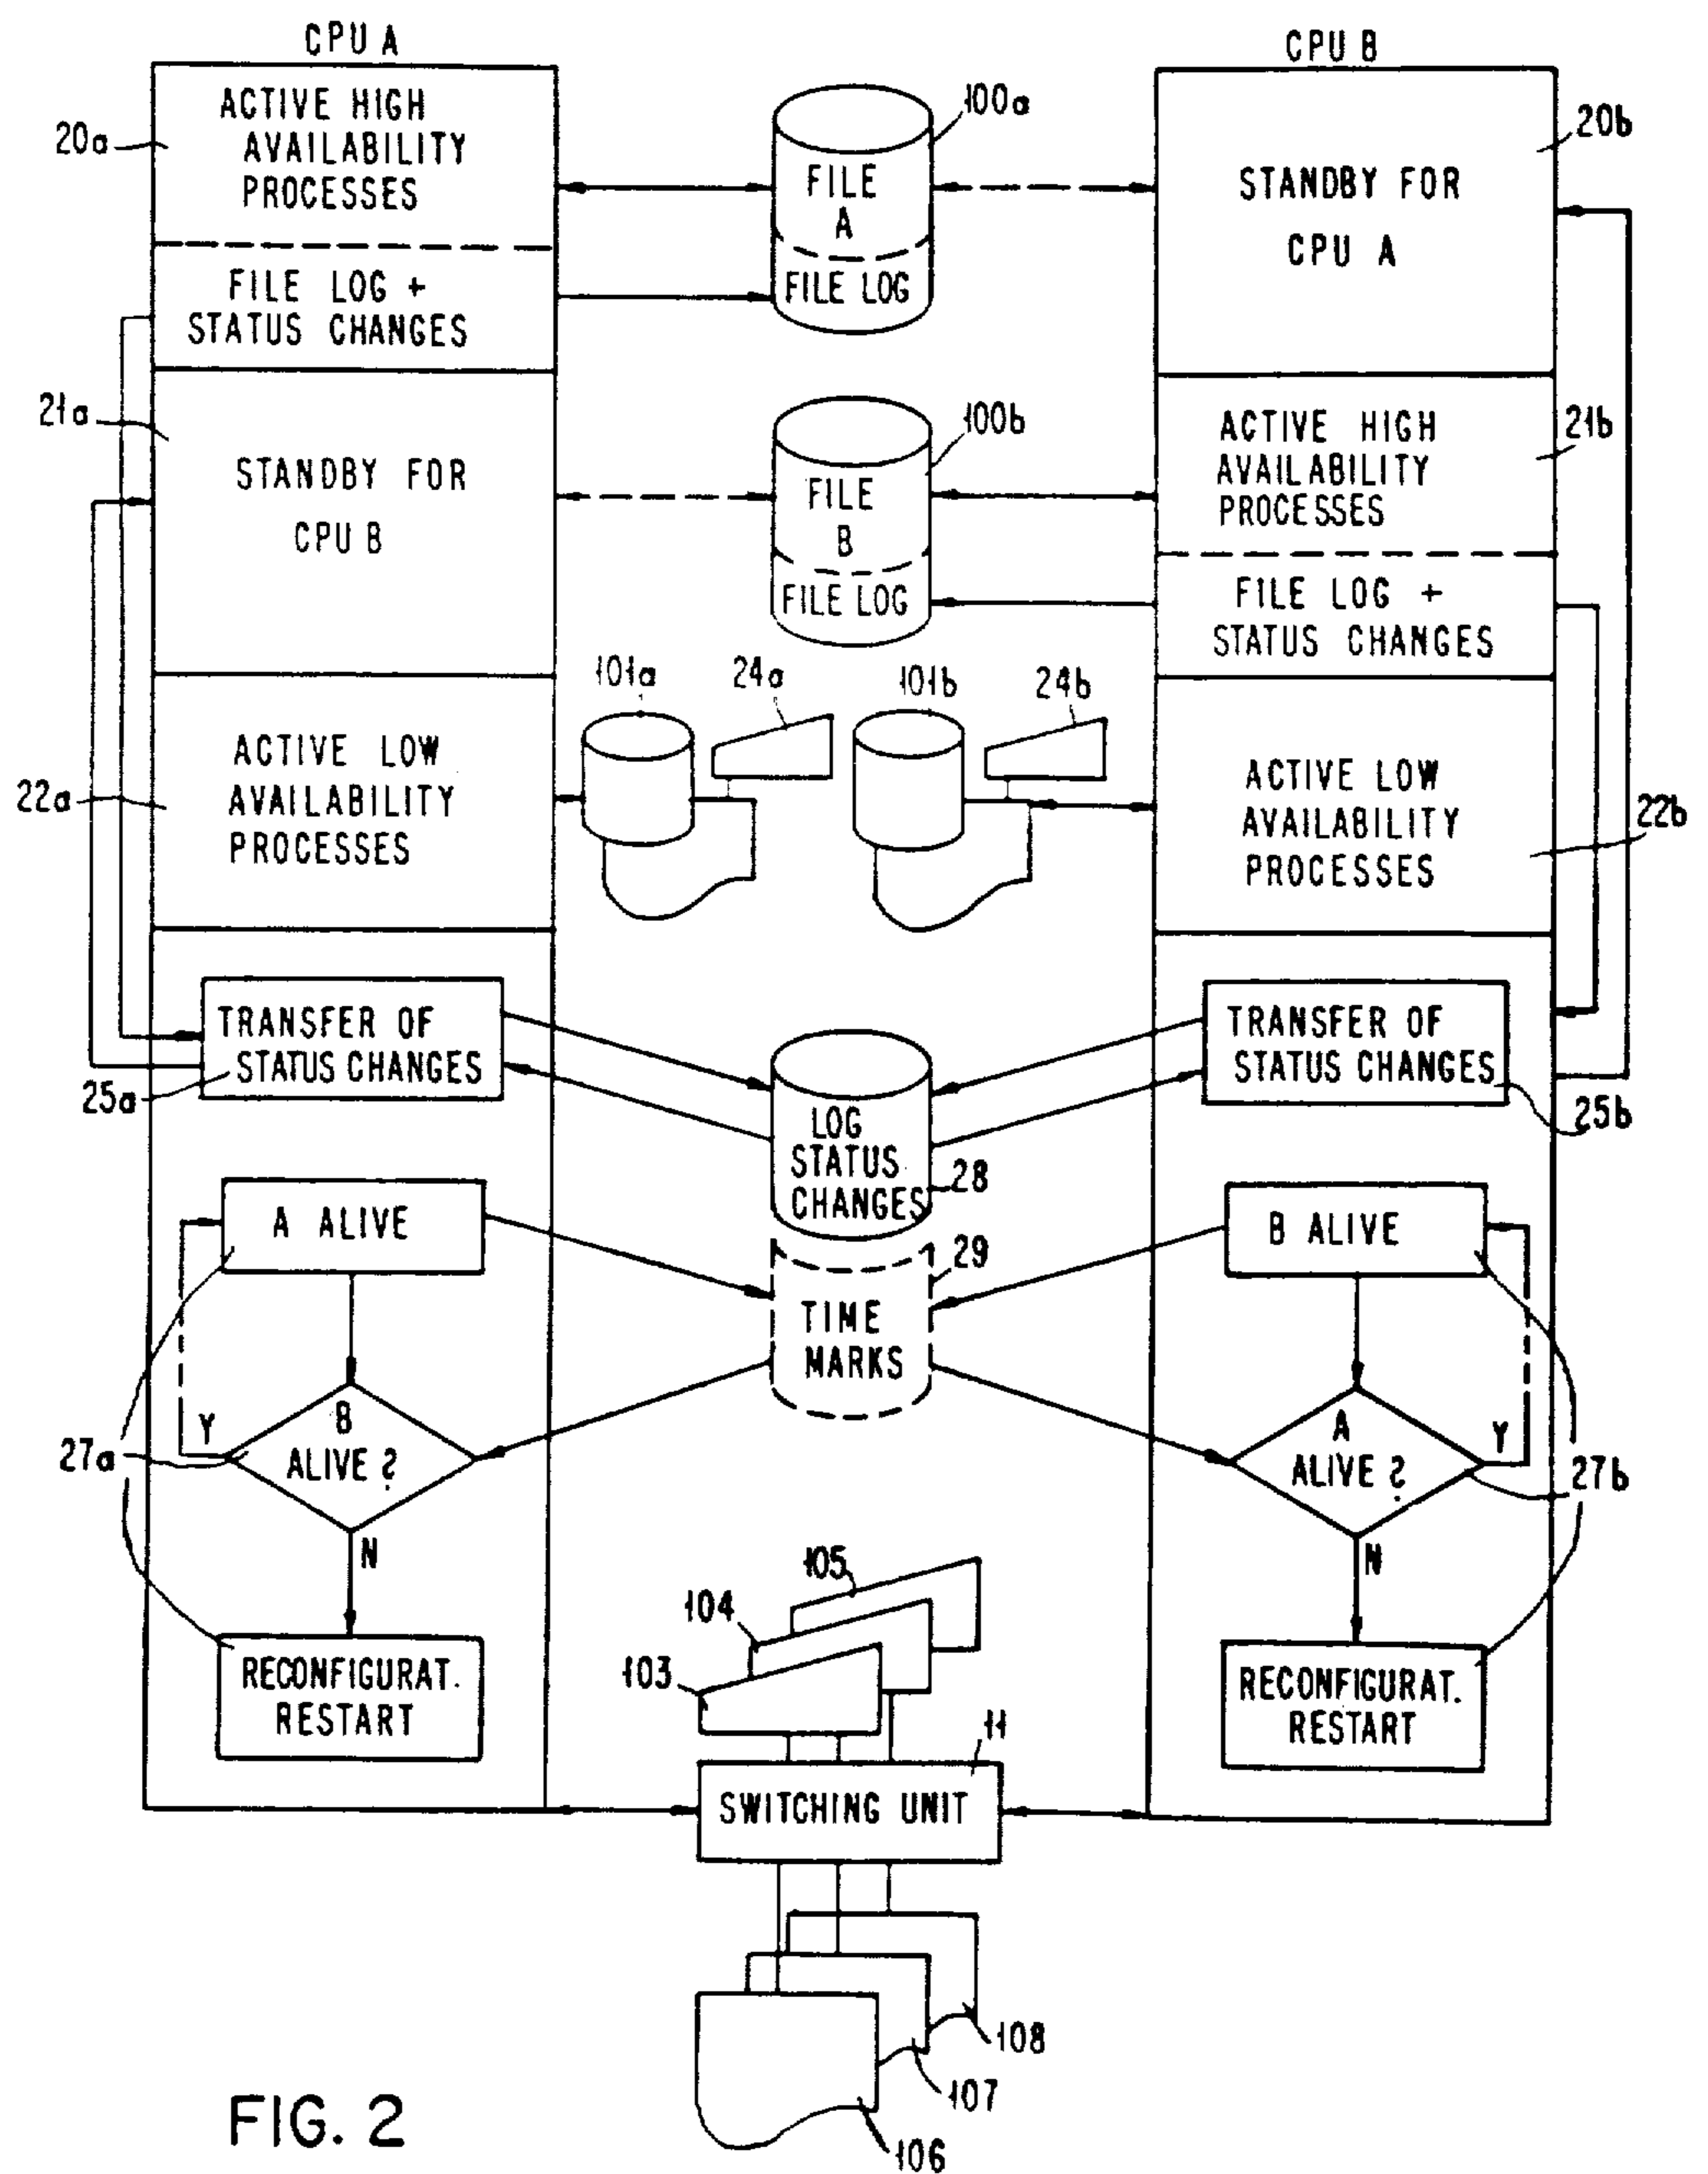 CPU A
CPU B
ACTIVE HIGH
AVAILABILITY
PROCESSES
20a
FILE LOG +
STATUS CHANGES
100a
FILE
A
FILE LOG
20b
STANDBY FOR
CPU A
21a
STANDBY FOR
CPU B
100b
FILE
B
FILE LOG
ACTIVE HIGH
AVAILABILITY
PROCESSES
21b
FILE LOG +
STATUS CHANGES
101a
24a
101b
24b
ACTIVE LOW
AVAILABILITY
PROCESSES
22a
ACTIVE LOW
AVAILABILITY
PROCESSES
22b
TRANSFER OF
STATUS CHANGES
25a
LOG
STATUS
CHANGES
28
TRANSFER OF
STATUS CHANGES
25b
A ALIVE
29
TIME
MARKS
B ALIVE
Y
B
ALIVE ?
27a
N
A
ALIVE ?
Y
27b
N
RECONFIGURAT.
RESTART
105
104
103
RECONFIGURAT.
RESTART
11
SWITCHING UNIT
108
107
106
FIG. 2